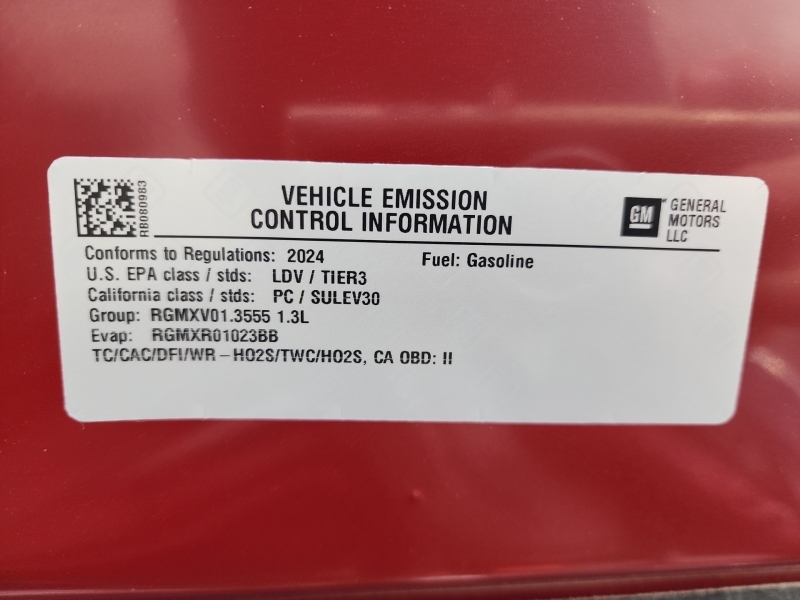 RB080983
VEHICLE EMISSION
CONTROL INFORMATION
GM
GENERAL
MOTORS
LLC
Conforms to Regulations: 2024 Fuel: Gasoline
U.S. EPA class / stds: LDV / TIER3
California class / stds: PC / SULEV30
Group: RGMXV01.3555 1.3L
Evap: RGMXR01023BB
TC/CAC/DFI/WR-HO2S/TWC/HO2S, CA OBD: II